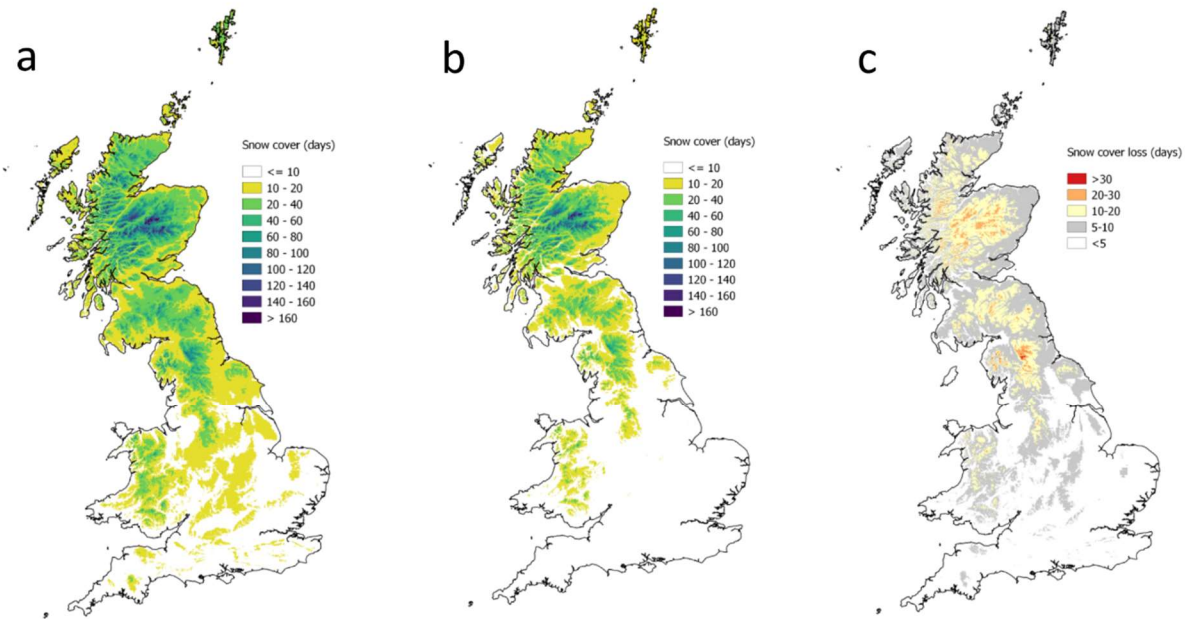 a
Snow cover (days)
<= 10
10 - 20
20 - 40
40 - 60
60 - 80
80 - 100
100 - 120
120 - 140
140 - 160
> 160
b
Snow cover (days)
<= 10
10 - 20
20 - 40
40 - 60
60 - 80
80 - 100
100 - 120
120 - 140
140 - 160
> 160
c
Snow cover loss (days)
>30
20-30
10-20
5-10
<5